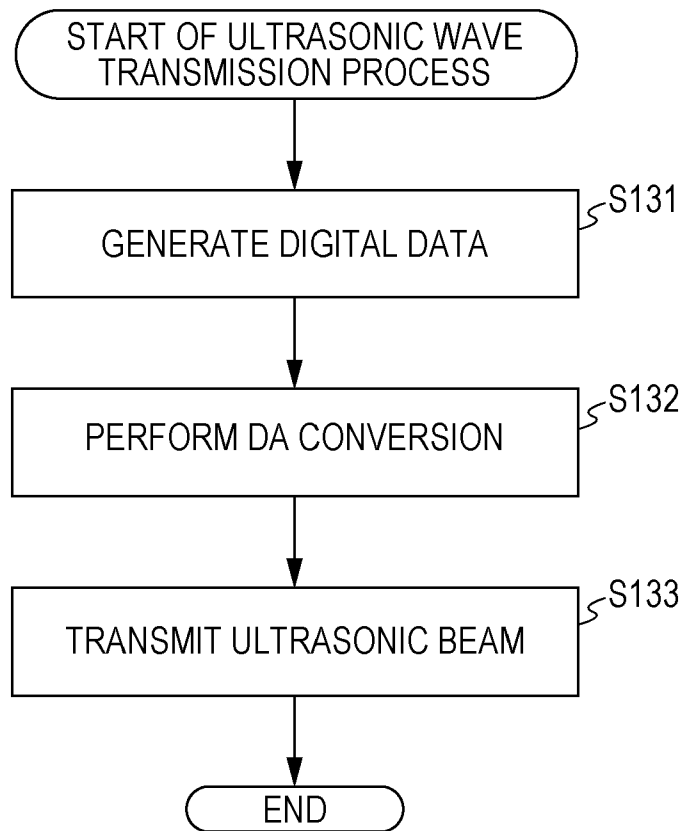 START OF ULTRASONIC WAVE
TRANSMISSION PROCESS
S131
GENERATE DIGITAL DATA
S132
PERFORM DA CONVERSION
S133
TRANSMIT ULTRASONIC BEAM
END